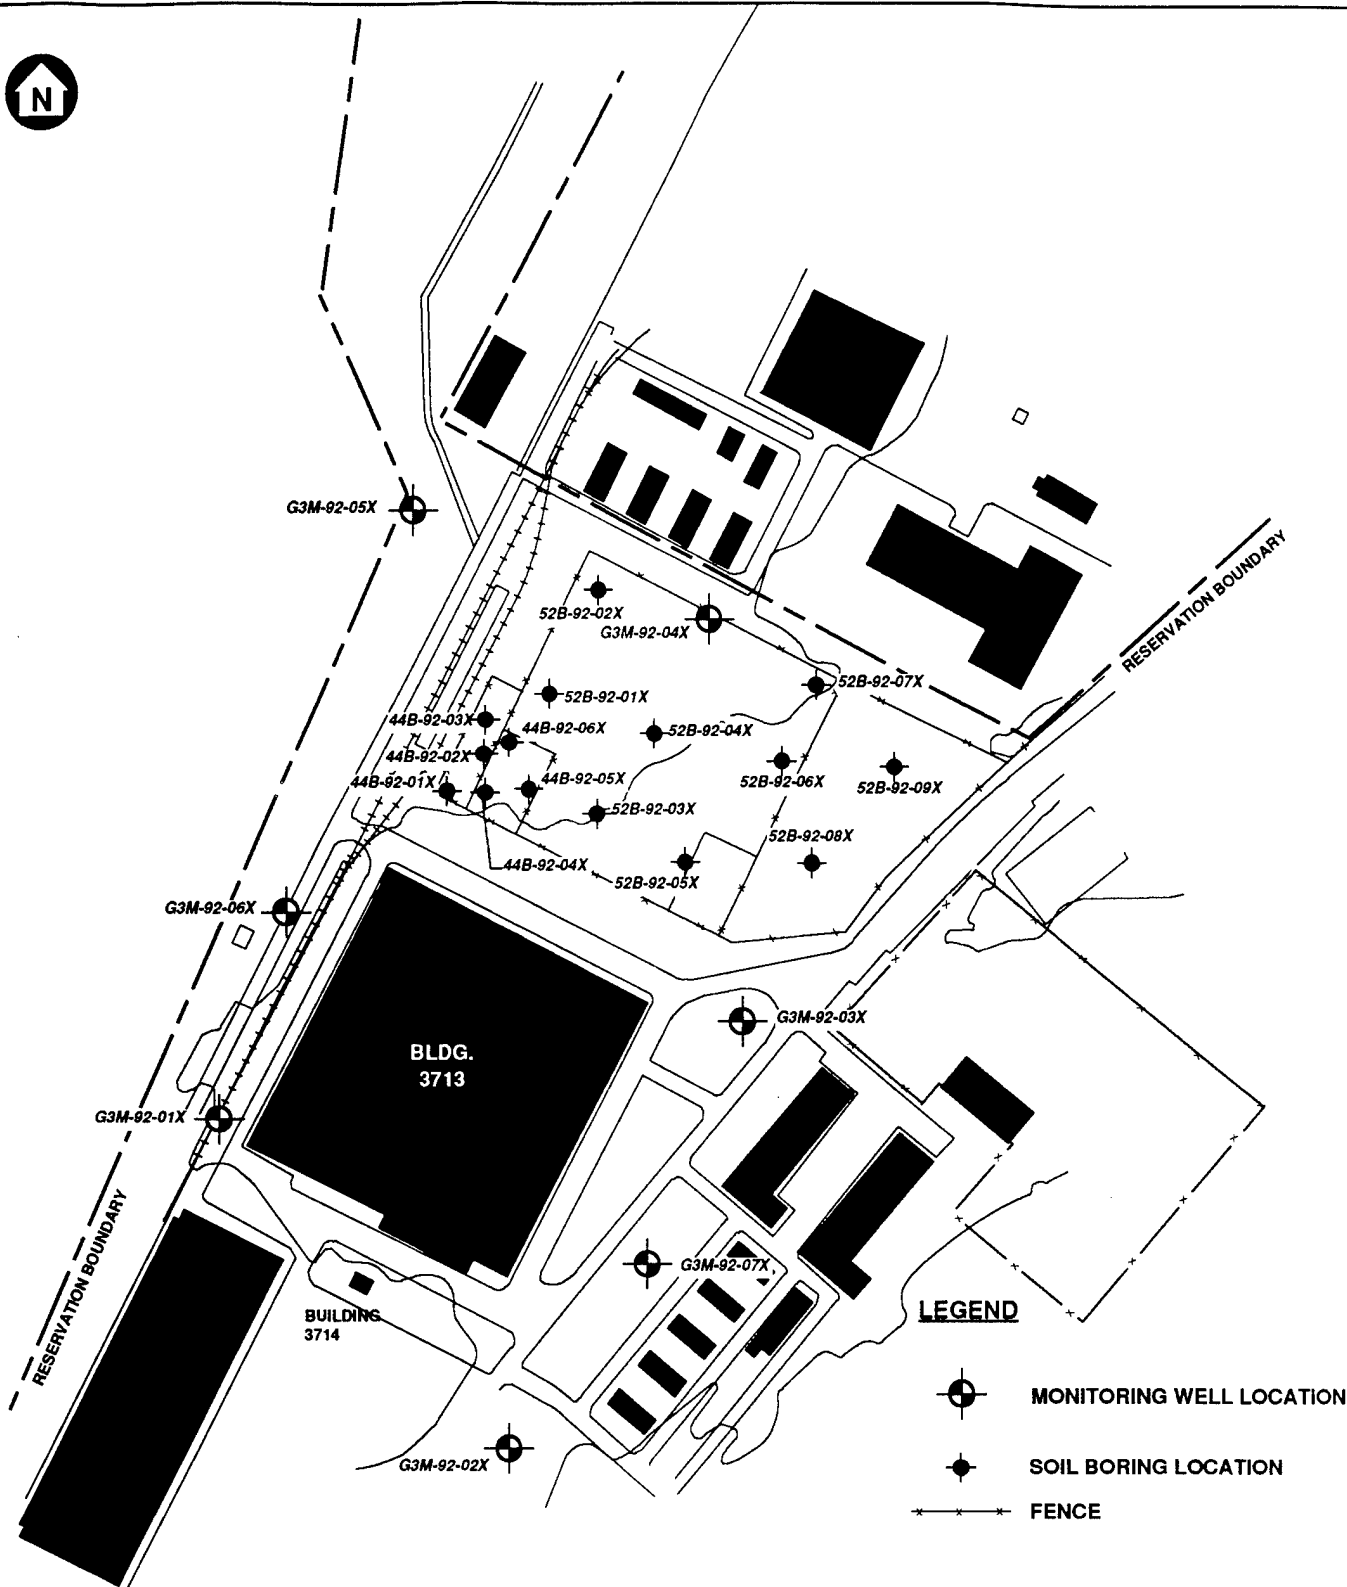 N
G3M-92-05X
52B-92-02X
G3M-92-04X
RESERVATION BOUNDARY
52B-92-07X
52B-92-01X
44B-92-03X
44B-92-06X
52B-92-04X
44B-92-02X
52B-92-06X
52B-92-09X
44B-92-01X
44B-92-05X
52B-92-03X
52B-92-08X
44B-92-04X
52B-92-05X
G3M-92-06X
G3M-92-03X
BLDG.
3713
G3M-92-01X
RESERVATION BOUNDARY
G3M-92-07X
BUILDING
3714
G3M-92-02X
LEGEND
MONITORING WELL LOCATION
SOIL BORING LOCATION
FENCE